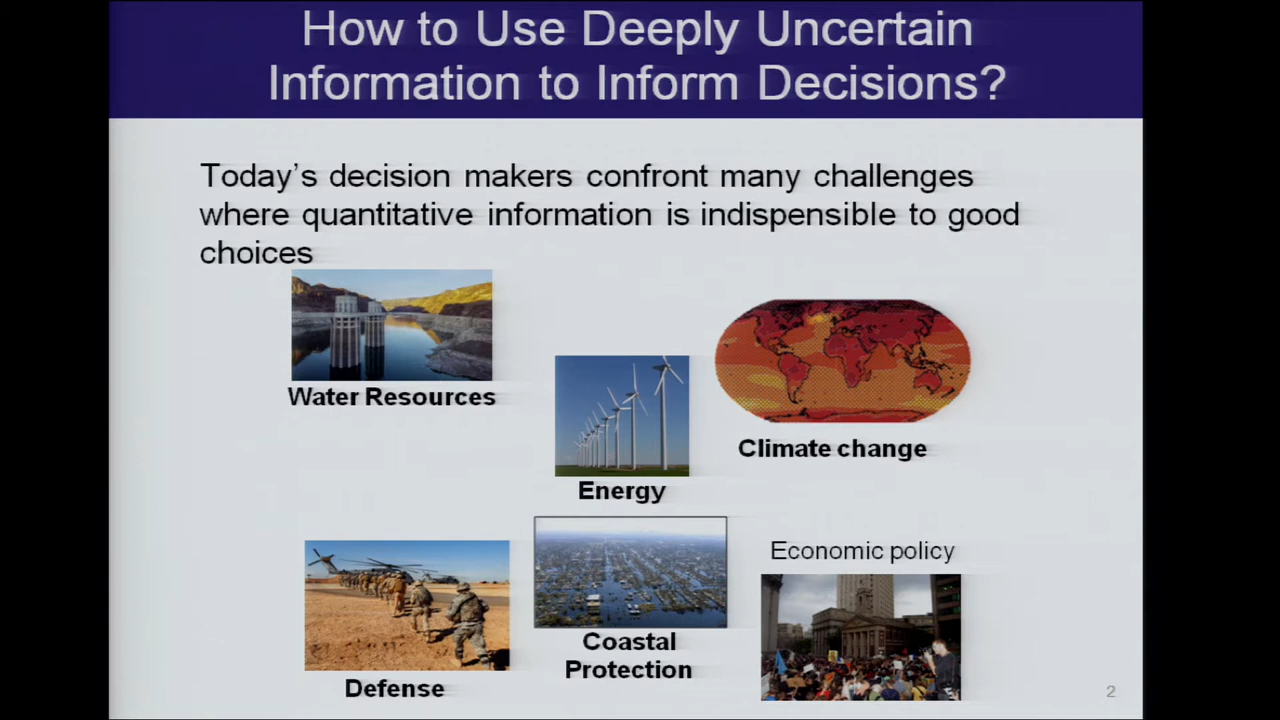 How to Use Deeply Uncertain
Information to Inform Decisions?
Today's decision makers confront many challenges
where quantitative information is indispensible to good
choices
Water Resources
Climate change
Energy
Economic policy
Coastal
Protection
Defense
2